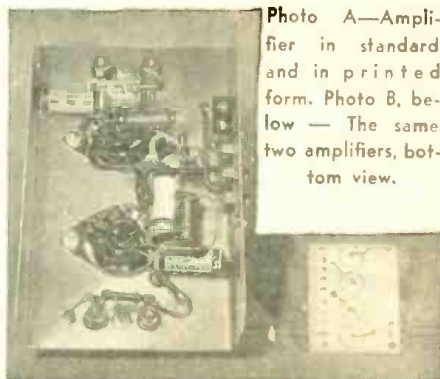 Photo A—Ampli-
fier in standard
and in printed
form. Photo B, be-
low — The same
two amplifiers, bot-
tom view.